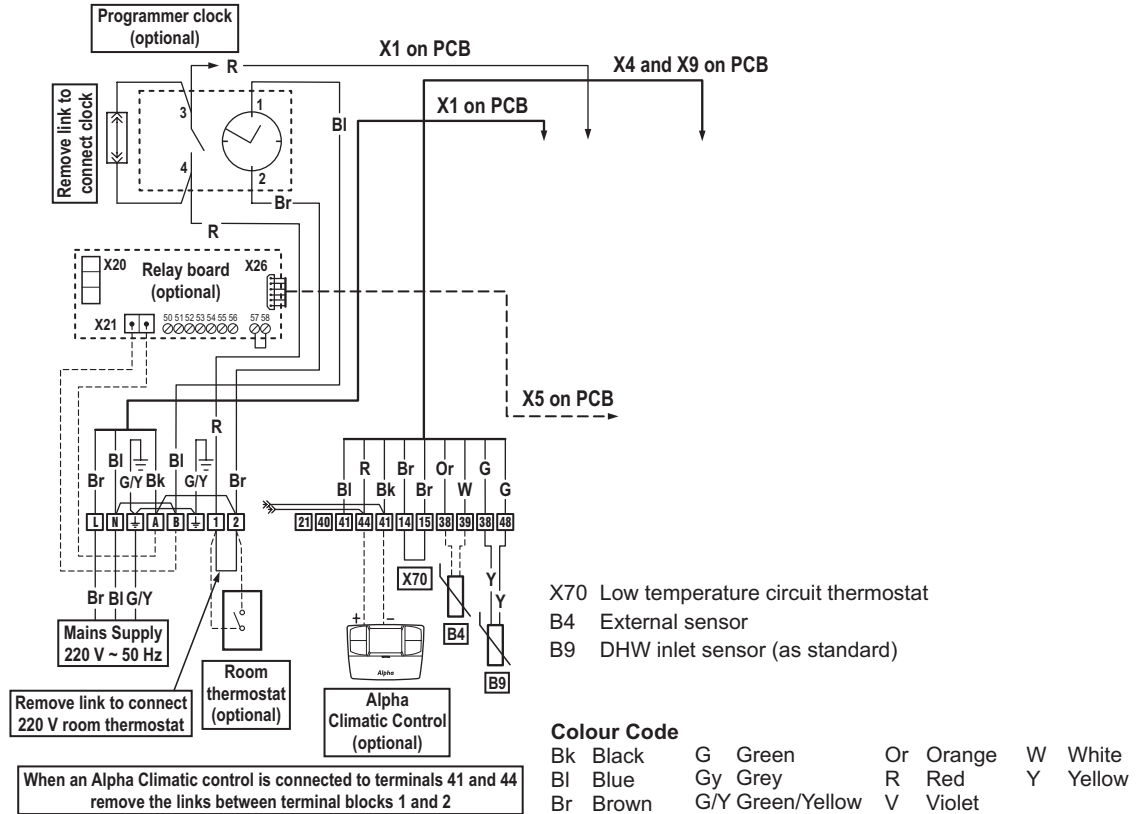 Programmer clock
(optional)
X1 on PCB
R
X4 and X9 on PCB
Remove link to
connect clock
3
1
X1 on PCB
Bl
4
2
Br
R
X20
Relay board
(optional)
X26
X21
50 51 52 53 54 55 56 57 58
X5 on PCB
R
Bl Bl
Br G/Y Bk G/Y Br
R Br Or G
Bl Bk Br W G
L N A B 1 2
21 40 41 44 41 14 15 38 39 38 48
X70
Y
Y
Br Bl G/Y
+ –
B4
Mains Supply
220 V ~ 50 Hz
Alpha
B9
Room
thermostat
(optional)
Remove link to connect
220 V room thermostat
Alpha
Climatic Control
(optional)
When an Alpha Climatic control is connected to terminals 41 and 44
remove the links between terminal blocks 1 and 2
X70 Low temperature circuit thermostat
B4 External sensor
B9 DHW inlet sensor (as standard)
Colour Code
Bk Black G Green Or Orange W White
Bl Blue Gy Grey R Red Y Yellow
Br Brown G/Y Green/Yellow V Violet